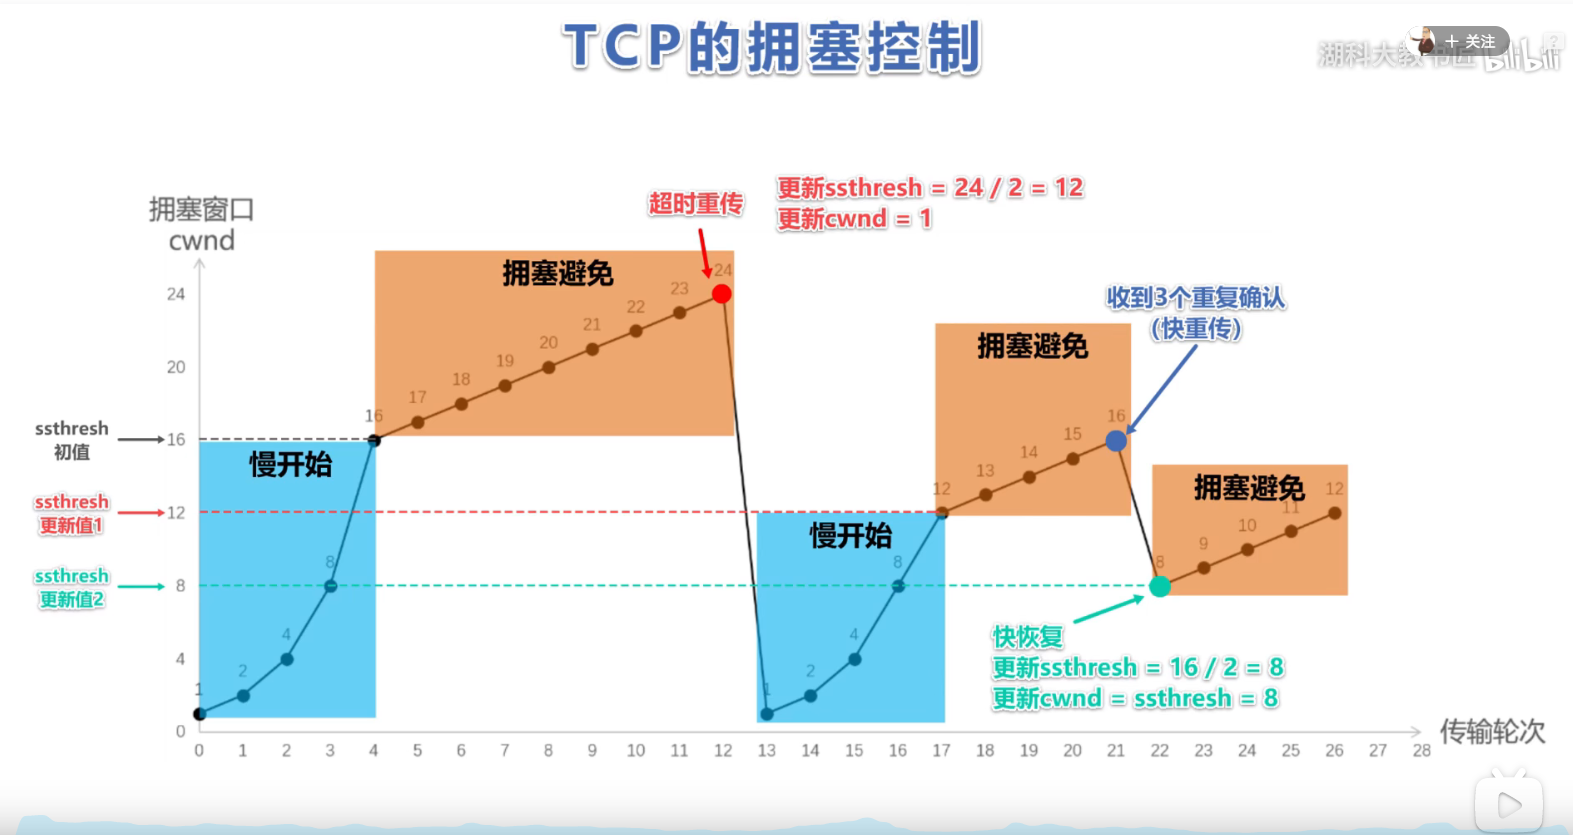 TCP的拥塞控制
关注
湖科大教书匠
bilibili
拥塞窗口
cwnd
超时重传
更新ssthresh = 24 / 2 = 12
更新cwnd = 1
收到3个重复确认
(快重传)
拥塞避免
拥塞避免
拥塞避免
慢开始
慢开始
24
20
16
12
8
4
0
ssthresh
初值
ssthresh
更新值1
ssthresh
更新值2
1
2
4
8
16
17
18
19
20
21
22
23
24
1
2
4
8
12
13
14
15
16
8
9
10
11
12
快恢复
更新ssthresh = 16 / 2 = 8
更新cwnd = ssthresh = 8
0 1 2 3 4 5 6 7 8 9 10 11 12 13 14 15 16 17 18 19 20 21 22 23 24 25 26 27 28
传输轮次